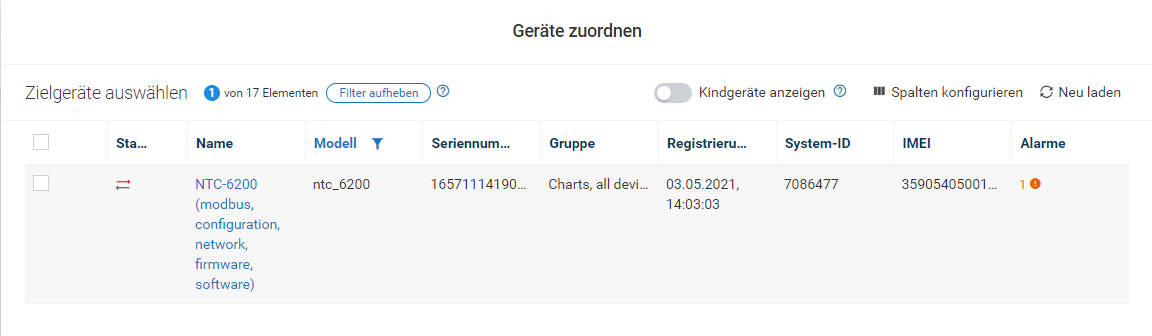 Geräte zuordnen
Zielgeräte auswählen 1 von 17 Elementen Filter aufheben Kindgeräte anzeigen Spalten konfigurieren Neu laden
Sta... Name Modell Seriennum... Gruppe Registrieru... System-ID IMEI Alarme
NTC-6200 ntc_6200 16571114190... Charts, all devi... 03.05.2021, 7086477 35905405001... 1
(modbus, 14:03:03
configuration,
network,
firmware,
software)